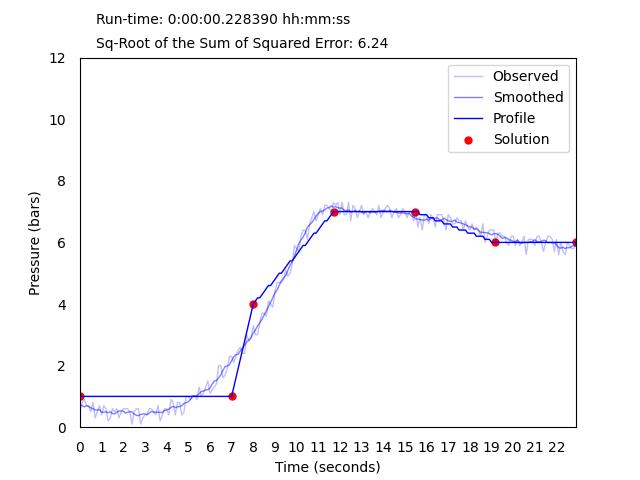 Run-time: 0:00:00.228390 hh:mm:ss
Sq-Root of the Sum of Squared Error: 6.24
12
10
8
6
4
2
0
Pressure (bars)
Observed
Smoothed
Profile
Solution
0 1 2 3 4 5 6 7 8 9 10 11 12 13 14 15 16 17 18 19 20 21 22
Time (seconds)